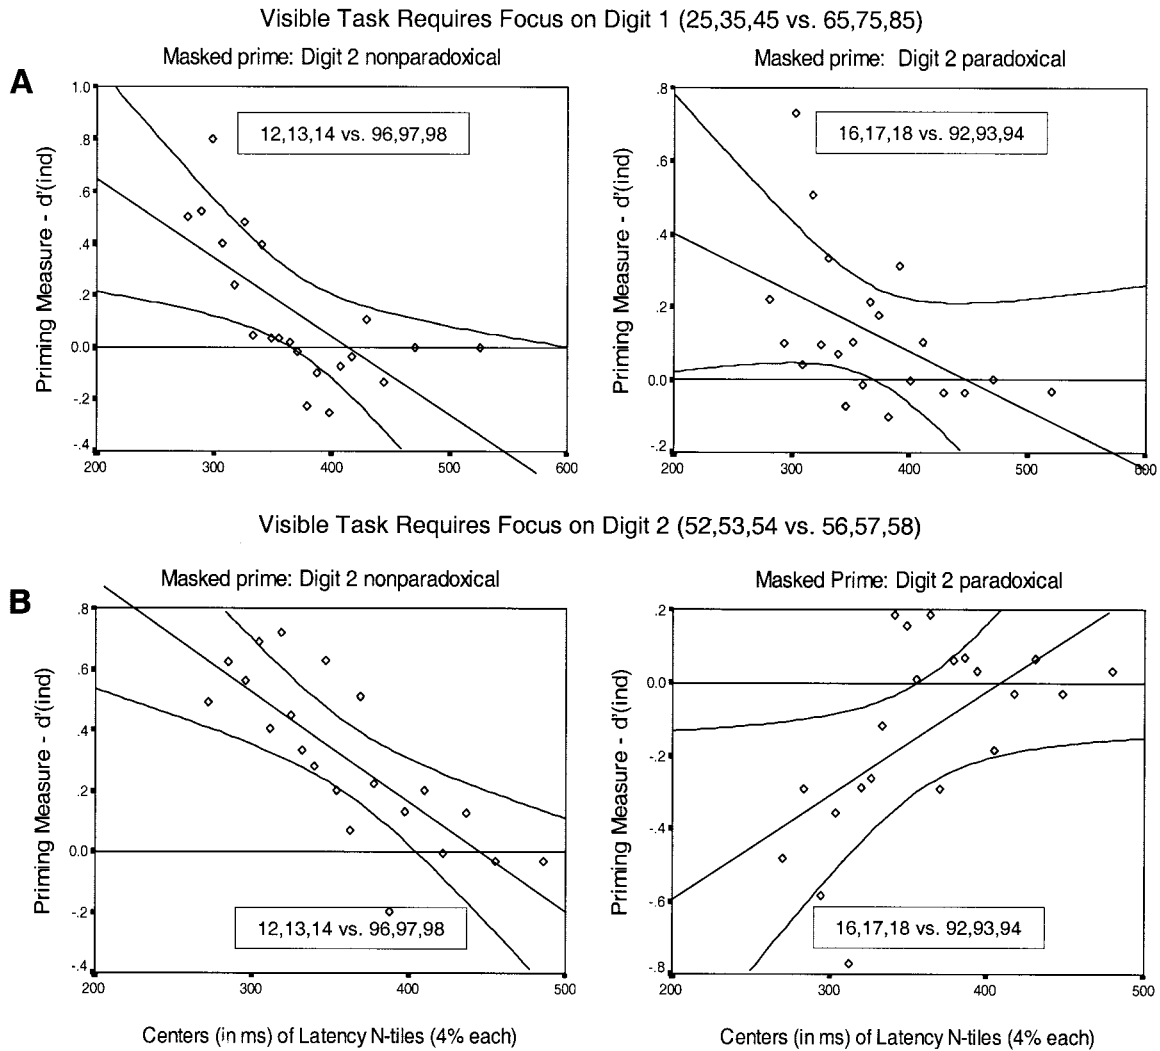 Visible Task Requires Focus on Digit 1 (25,35,45 vs. 65,75,85)
A
Masked prime: Digit 2 nonparadoxical
Priming Measure - d'(ind)
1.0
.8
.6
.4
.2
0.0
-.2
-.4
12,13,14 vs. 96,97,98
200
300
400
500
600
Masked prime: Digit 2 paradoxical
Priming Measure - d'(ind)
.8
.6
.4
.2
0.0
-.2
16,17,18 vs. 92,93,94
200
300
400
500
600
Visible Task Requires Focus on Digit 2 (52,53,54 vs. 56,57,58)
B
Masked prime: Digit 2 nonparadoxical
Priming Measure - d'(ind)
.8
.6
.4
.2
0.0
-.2
-.4
12,13,14 vs. 96,97,98
200
300
400
500
Centers (in ms) of Latency N-tiles (4% each)
Masked Prime: Digit 2 paradoxical
Priming Measure - d'(ind)
.2
0.0
-.2
-.4
-.6
-.8
16,17,18 vs. 92,93,94
200
300
400
500
Centers (in ms) of Latency N-tiles (4% each)